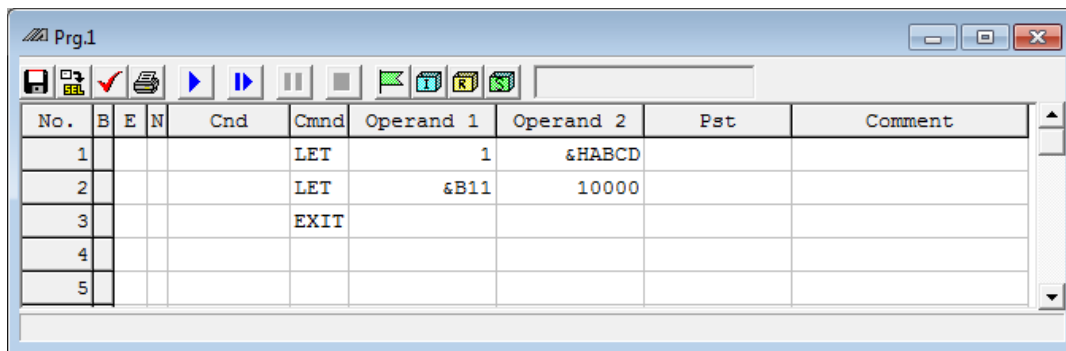 Prg.1
SEL I R S
No. B E N Cnd Cmnd Operand 1 Operand 2 Pst Comment
1 LET 1 &HABCD
2 LET &B11 10000
3 EXIT
4
5